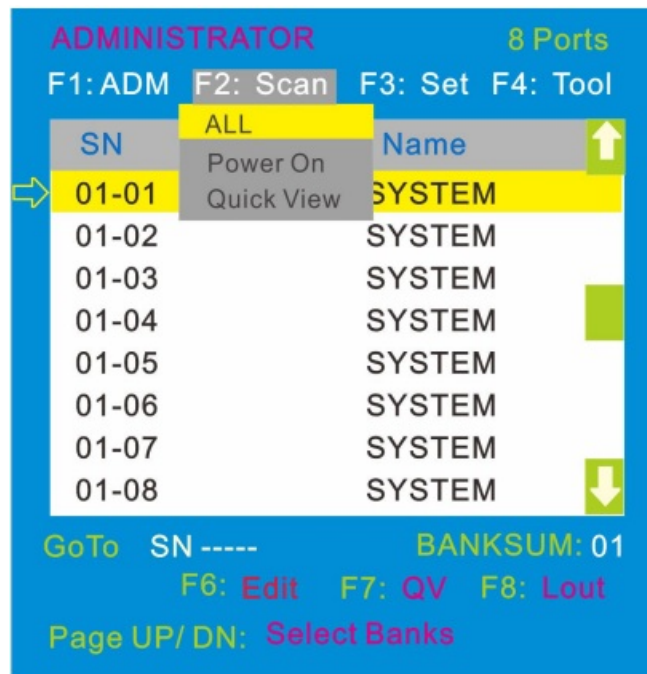 ADMINISTRATOR 8 Ports
F1: ADM F2: Scan F3: Set F4: Tool
ALL
Power On
Quick View
SN Name
01-01 SYSTEM
01-02 SYSTEM
01-03 SYSTEM
01-04 SYSTEM
01-05 SYSTEM
01-06 SYSTEM
01-07 SYSTEM
01-08 SYSTEM
GoTo SN ----- BANKSUM: 01
F6: Edit F7: QV F8: Lout
Page UP/ DN: Select Banks